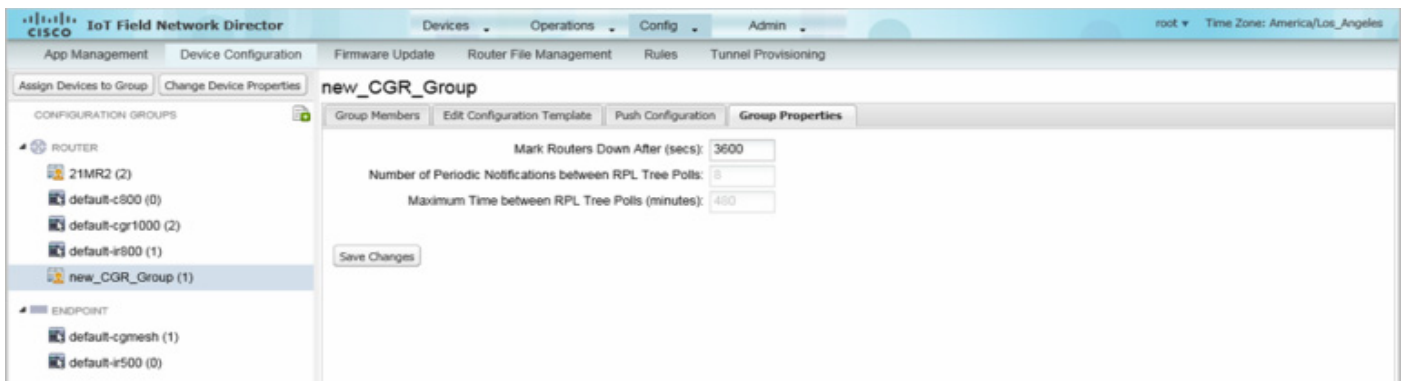 CISCO IoT Field Network Director
Devices Operations Config Admin
root Time Zone: America/Los_Angeles
App Management Device Configuration Firmware Update Router File Management Rules Tunnel Provisioning
Assign Devices to Group Change Device Properties
new_CGR_Group
CONFIGURATION GROUPS
Group Members Edit Configuration Template Push Configuration Group Properties
ROUTER
21MR2 (2)
default-c800 (0)
default-cgr1000 (2)
default-ir800 (1)
new_CGR_Group (1)
ENDPOINT
default-cgmesh (1)
default-ir500 (0)
Mark Routers Down After (secs): 3600
Number of Periodic Notifications between RPL Tree Polls: 8
Maximum Time between RPL Tree Polls (minutes): 480
Save Changes